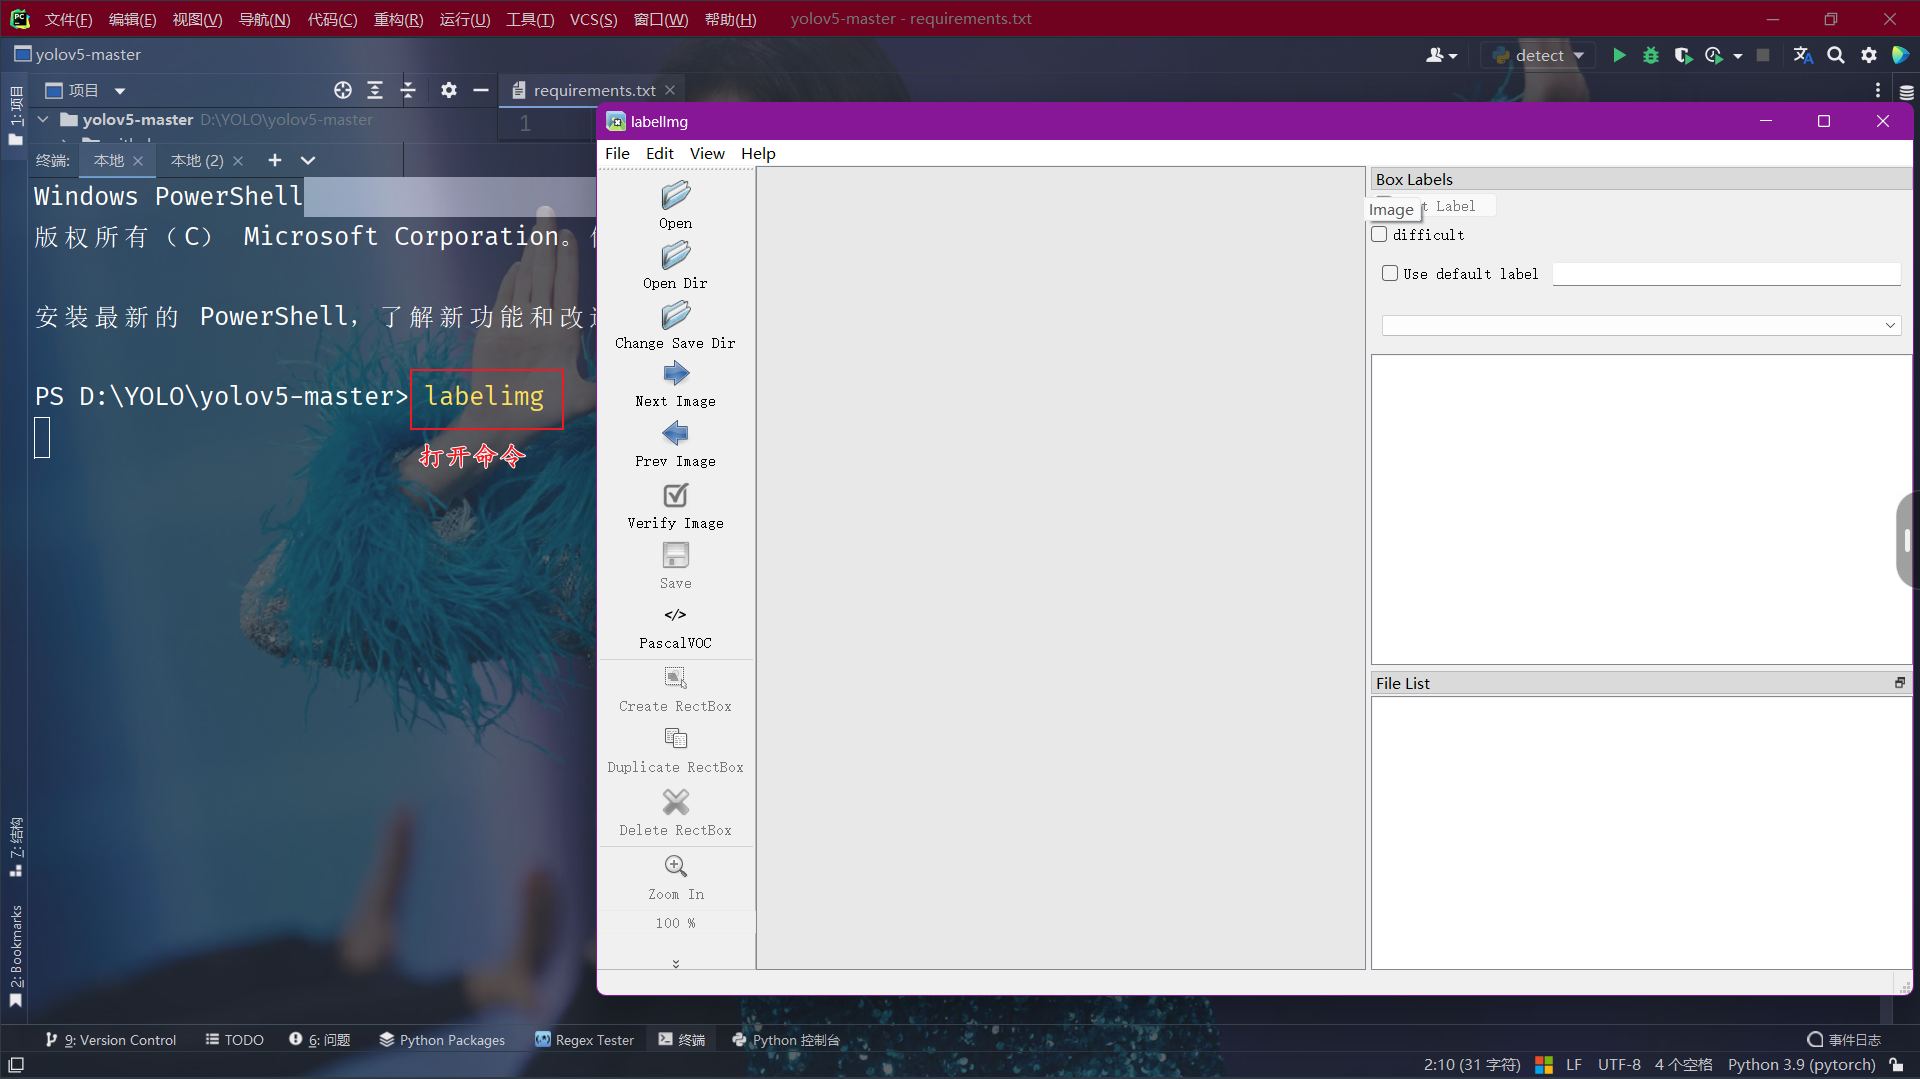 文件(F) 编辑(E) 视图(V) 导航(N) 代码(C) 重构(R) 运行(U) 工具(T) VCS(S) 窗口(W) 帮助(H) yolov5-master - requirements.txt
yolov5-master
detect
1:项目
项目
requirements.txt
yolov5-master D:\YOLO\yolov5-master
1
终端: 本地 本地 (2)
Windows PowerShell
版权所有（C） Microsoft Corporation。
安装最新的 PowerShell，了解新功能和改
PS D:\YOLO\yolov5-master> labelimg
打开命令
labelImg
File Edit View Help
Open
Open Dir
Change Save Dir
Next Image
Prev Image
Verify Image
Save
</>
PascalVOC
Create RectBox
Duplicate RectBox
Delete RectBox
Zoom In
100 %
Box Labels
Image
Label
difficult
Use default label
File List
7:结构
2: Bookmarks
9: Version Control TODO 6: 问题 Python Packages Regex Tester 终端 Python 控制台 事件日志
2:10 (31 字符) LF UTF-8 4 个空格 Python 3.9 (pytorch)